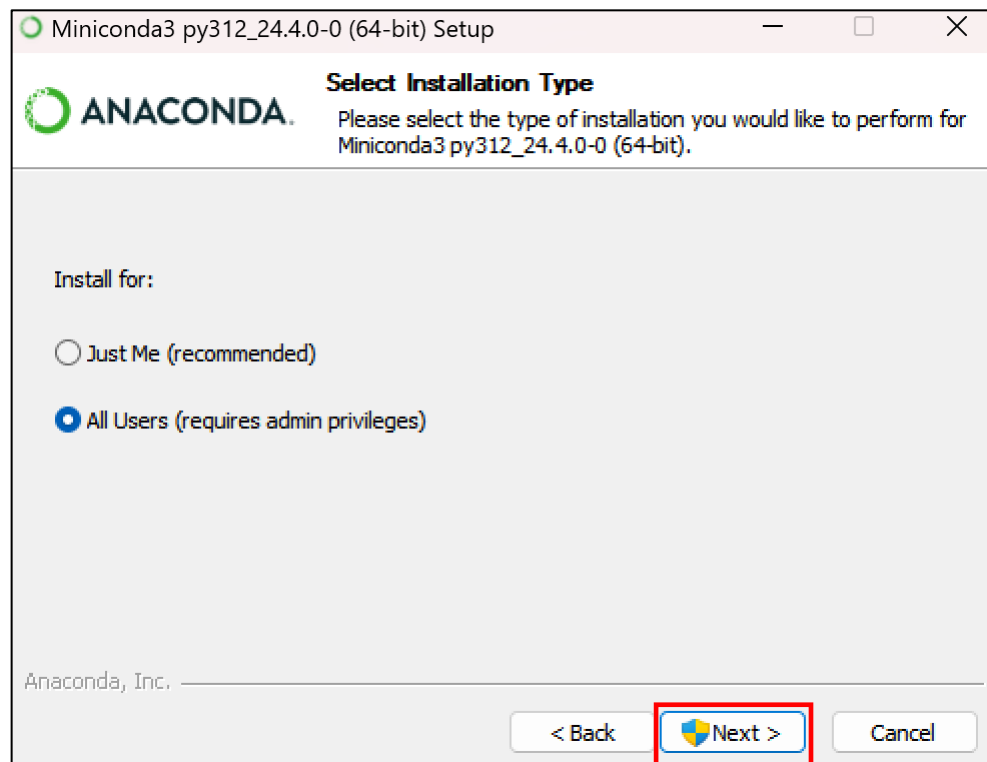 Miniconda3 py312_24.4.0-0 (64-bit) Setup
ANACONDA.
Select Installation Type
Please select the type of installation you would like to perform for
Miniconda3 py312_24.4.0-0 (64-bit).
Install for:
Just Me (recommended)
All Users (requires admin privileges)
Anaconda, Inc.
< Back
Next >
Cancel